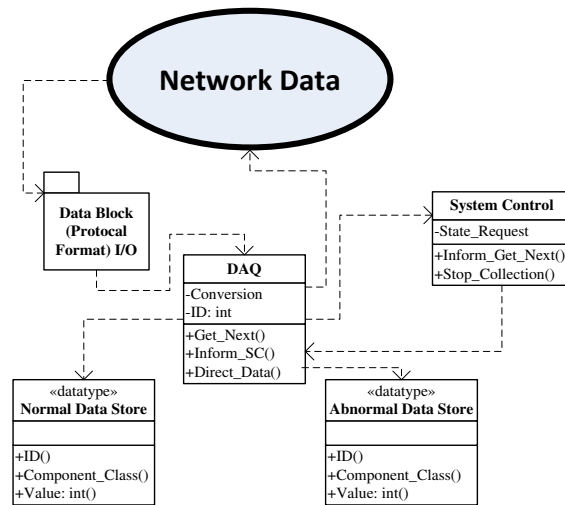 Network Data
Data Block
(Protocal
Format) I/O
System Control
-State_Request
+Inform_Get_Next()
+Stop_Collection()
DAQ
-Conversion
-ID: int
+Get_Next()
+Inform_SC()
+Direct_Data()
«datatype»
Normal Data Store
+ID()
+Component_Class()
+Value: int()
«datatype»
Abnormal Data Store
+ID()
+Component_Class()
+Value: int()